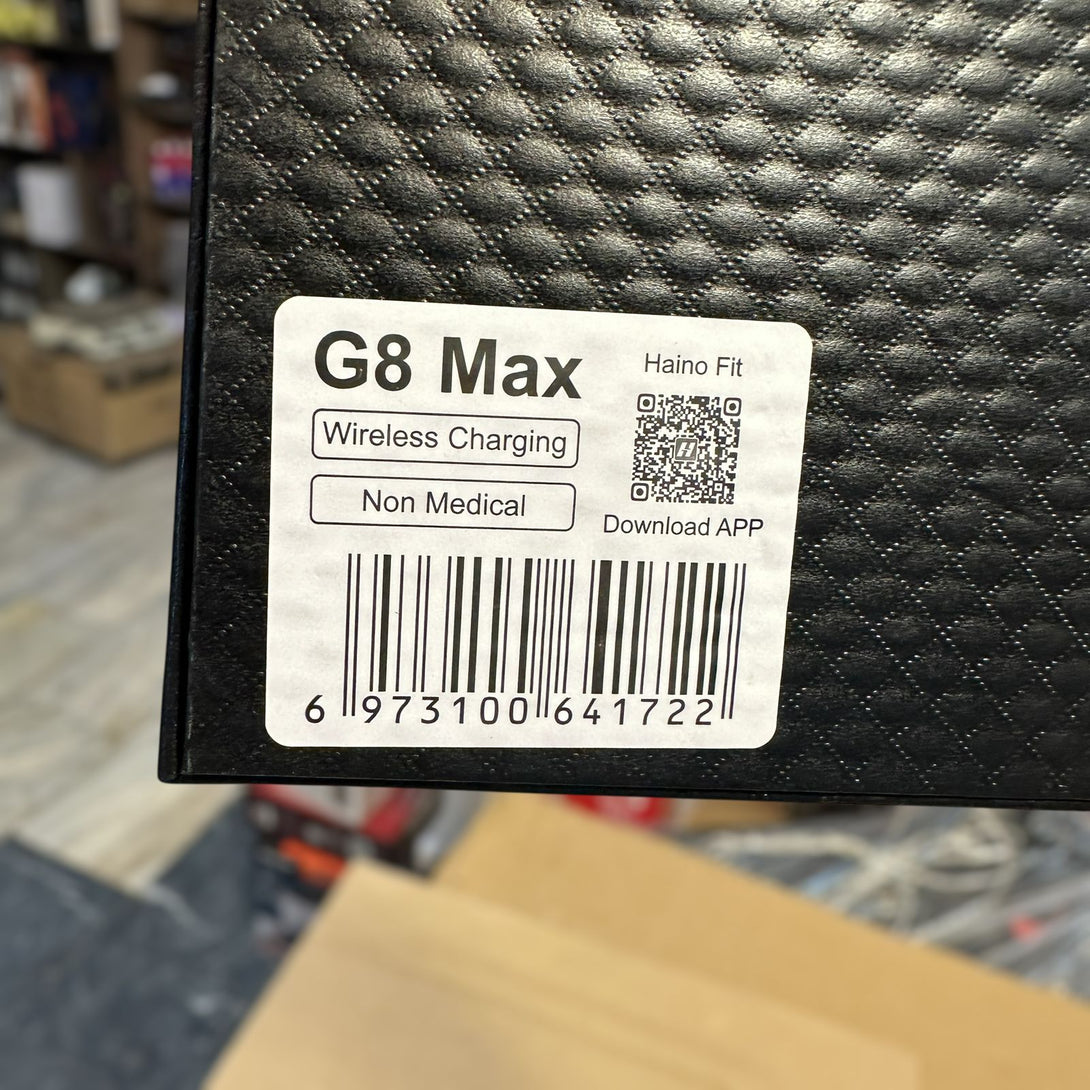 G8 Max
Wireless Charging
Non Medical
Haino Fit
H
Download APP
6 973100 641722